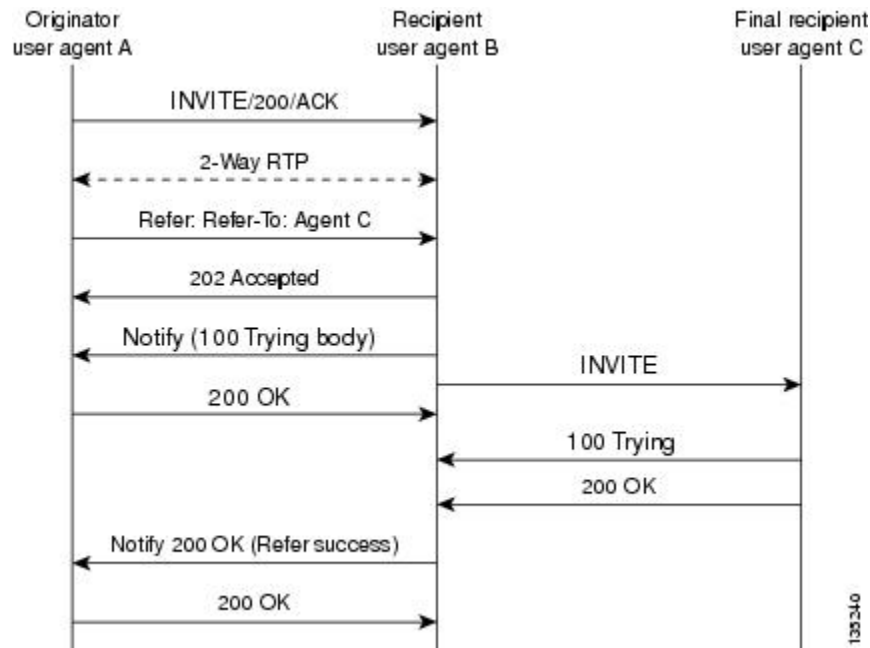 Originator
user agent A
Recipient
user agent B
Final recipient
user agent C
INVITE/200/ACK
2-Way RTP
Refer: Refer-To: Agent C
202 Accepted
Notify (100 Trying body)
INVITE
200 OK
100 Trying
200 OK
Notify 200 OK (Refer success)
200 OK
135240